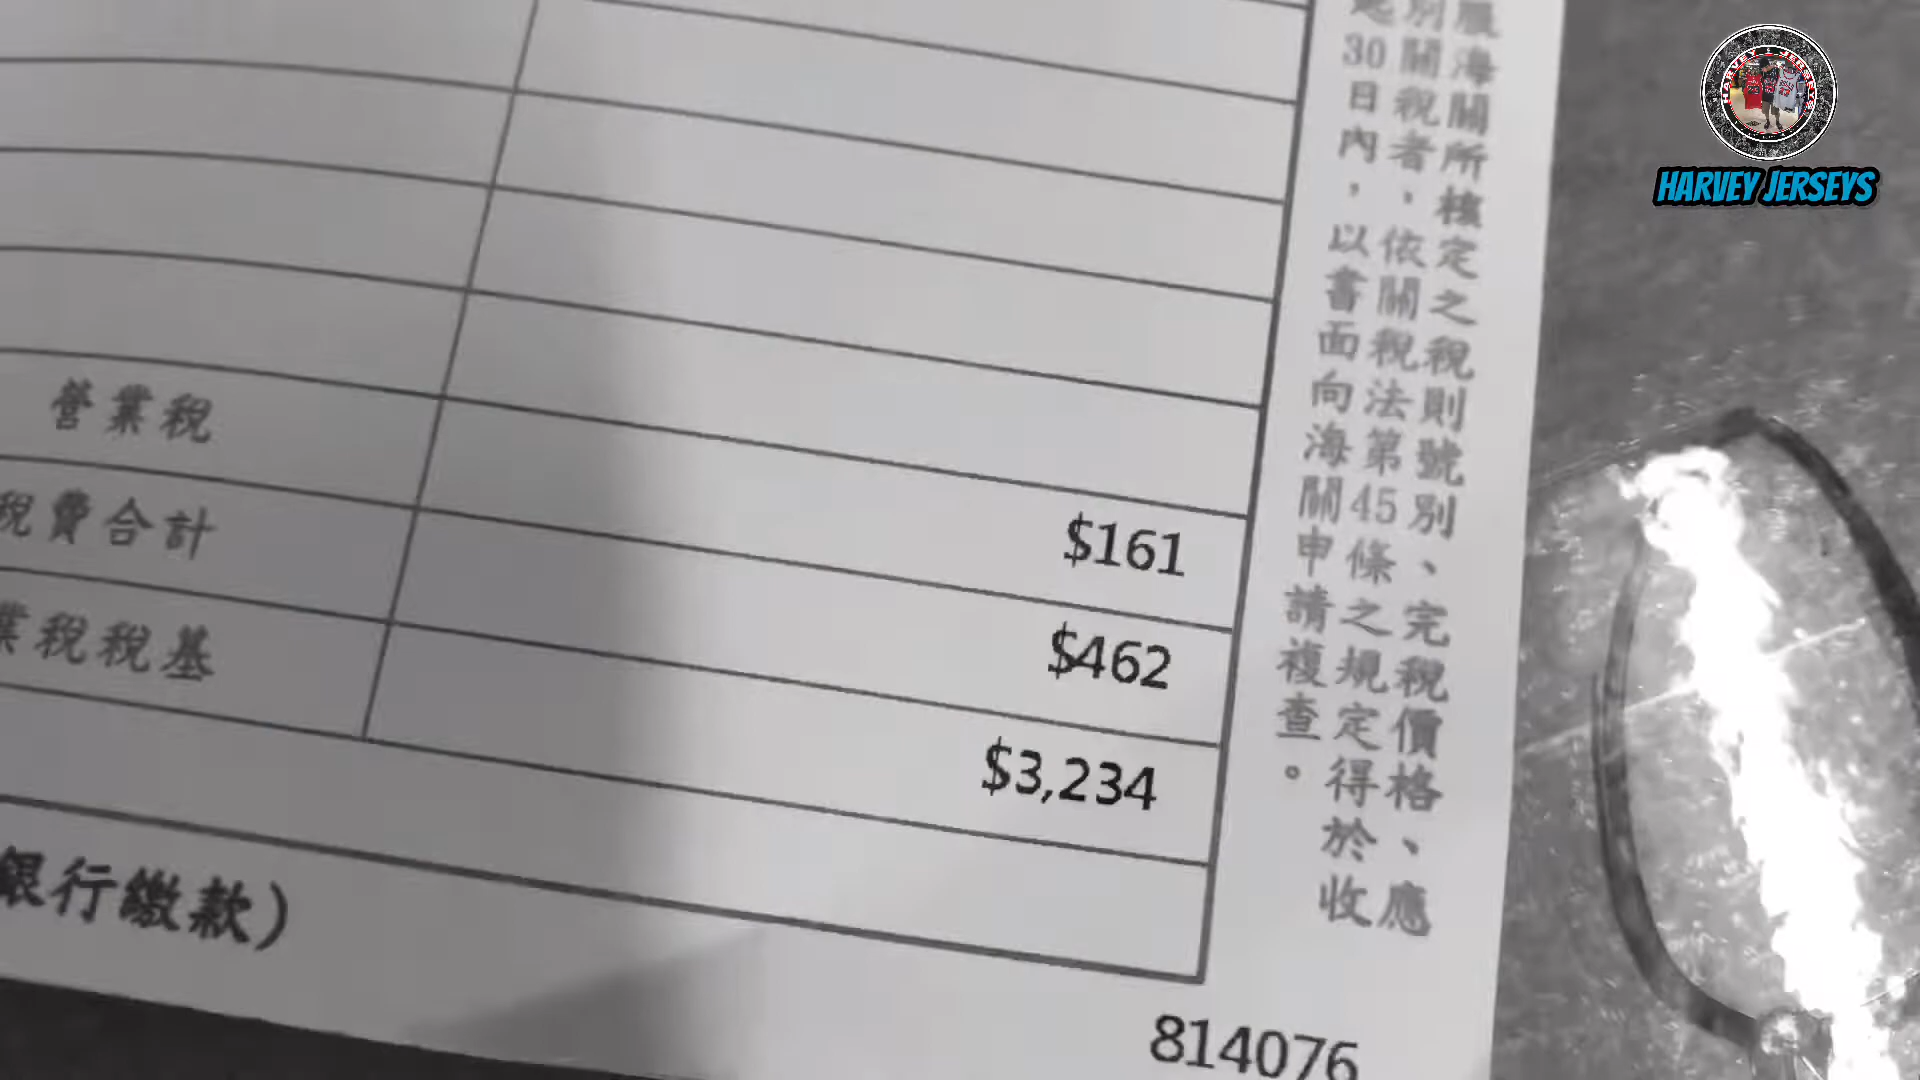 營業稅
$161
稅費合計
$462
業稅稅基
$3,234
銀行繳款)
814076
海關所核定之稅則號別、完稅價格、應
別關稅者,依關稅法第45條之規定得於收
30日內,以書面向海關申請複查。
HARVEY JERSEYS
HARVEY JERSEYS